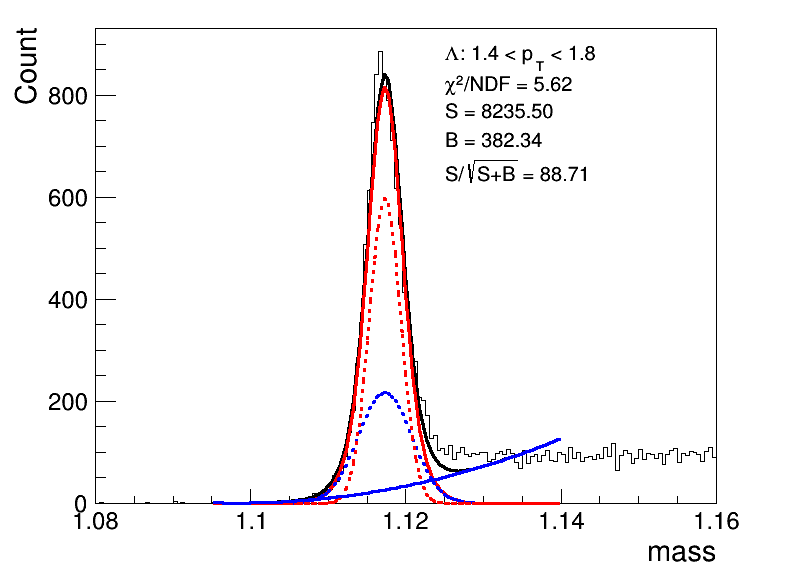 Count
Λ: 1.4 < p_T < 1.8
χ²/NDF = 5.62
S = 8235.50
B = 382.34
S/√S+B = 88.71
800
600
400
200
0
1.08 1.1 1.12 1.14 1.16
mass